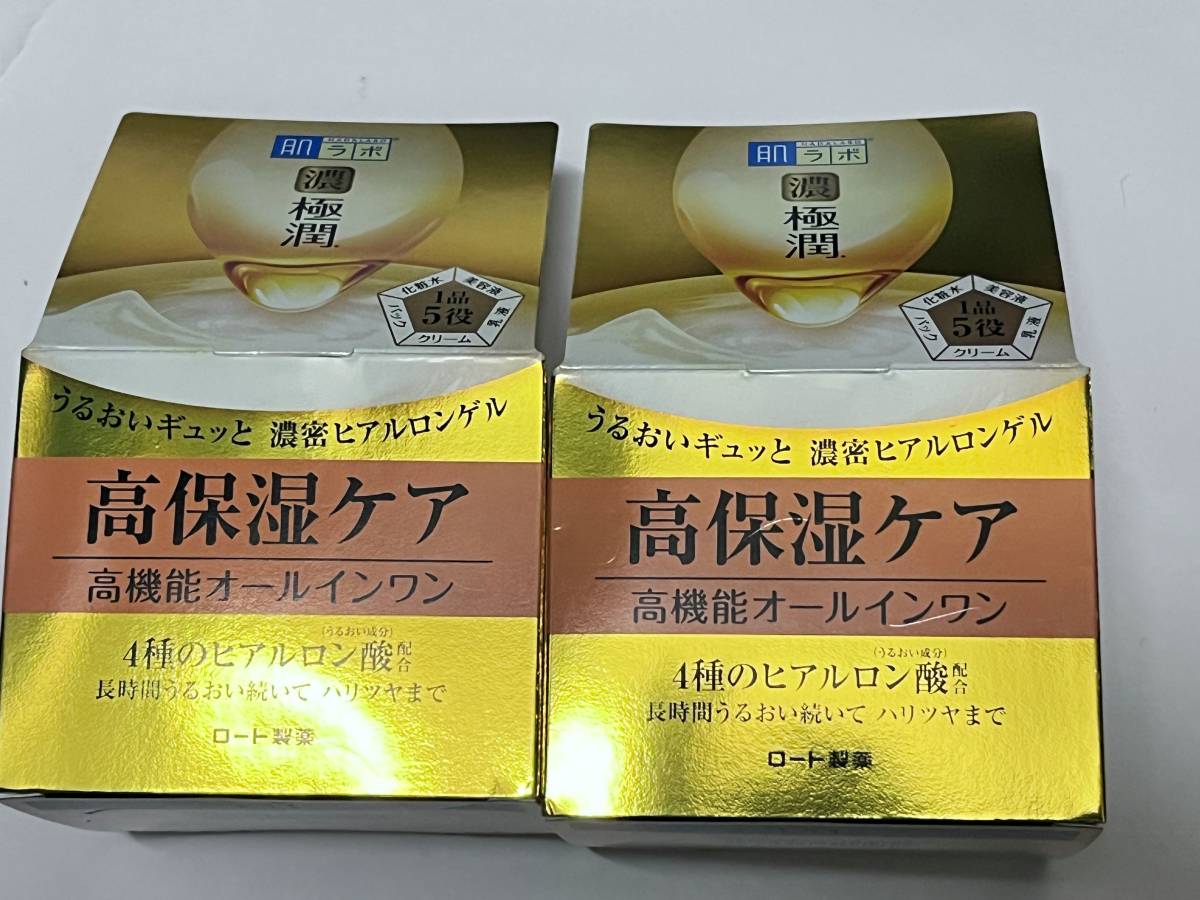 HADALABO
肌ラボ
濃
極
潤
化粧水
美容液
乳液
クリーム
パック
1品
5役
うるおいギュッと 濃密ヒアルロンゲル
高保湿ケア
高機能オールインワン
(うるおい成分)
4種のヒアルロン酸配合
長時間うるおい続いて ハリツヤまで
ロート製薬
HADALABO
肌ラボ
濃
極
潤
化粧水
美容液
乳液
クリーム
パック
1品
5役
うるおいギュッと 濃密ヒアルロンゲル
高保湿ケア
高機能オールインワン
(うるおい成分)
4種のヒアルロン酸配合
長時間うるおい続いて ハリツヤまで
ロート製薬